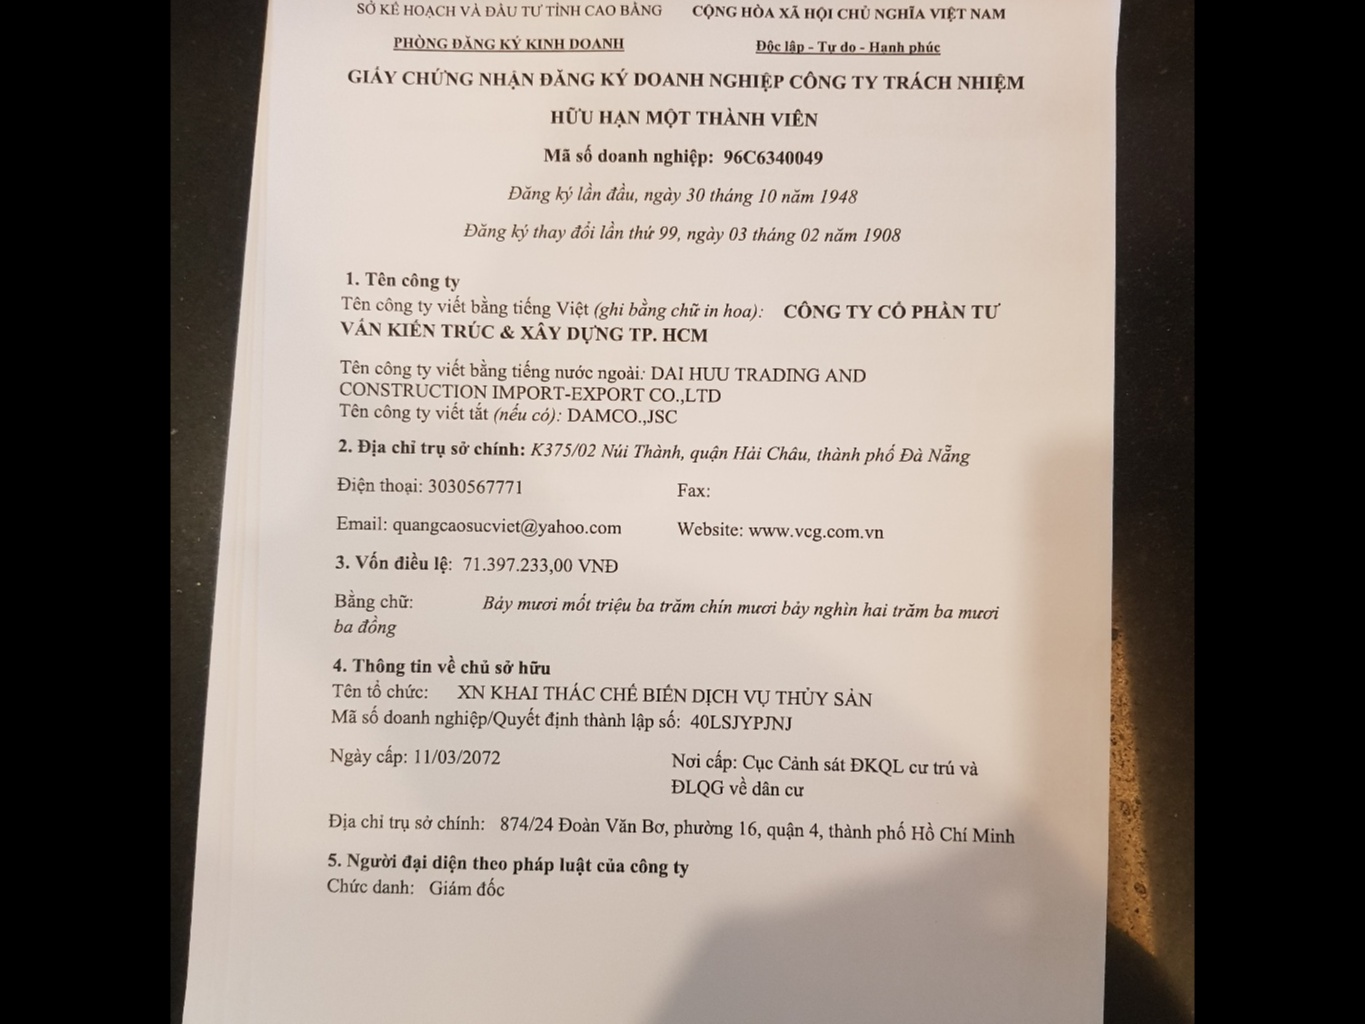 SỞ KẾ HOẠCH VÀ ĐẦU TƯ TỈNH CAO BẰNG CỘNG HÒA XÃ HỘI CHỦ NGHĨA VIỆT NAM
PHÒNG ĐĂNG KÝ KINH DOANH Độc lập - Tự do - Hạnh phúc
GIẤY CHỨNG NHẬN ĐĂNG KÝ DOANH NGHIỆP CÔNG TY TRÁCH NHIỆM
HỮU HẠN MỘT THÀNH VIÊN
Mã số doanh nghiệp: 96C6340049
Đăng ký lần đầu, ngày 30 tháng 10 năm 1948
Đăng ký thay đổi lần thứ 99, ngày 03 tháng 02 năm 1908
1. Tên công ty
Tên công ty viết bằng tiếng Việt (ghi bằng chữ in hoa): CÔNG TY CỔ PHẦN TƯ
VẤN KIẾN TRÚC & XÂY DỰNG TP. HCM
Tên công ty viết bằng tiếng nước ngoài: DAI HUU TRADING AND
CONSTRUCTION IMPORT-EXPORT CO.,LTD
Tên công ty viết tắt (nếu có): DAMCO.,JSC
2. Địa chỉ trụ sở chính: K375/02 Núi Thành, quận Hải Châu, thành phố Đà Nẵng
Điện thoại: 3030567771 Fax:
Email: quangcaosucviet@yahoo.com Website: www.vcg.com.vn
3. Vốn điều lệ: 71.397.233,00 VNĐ
Bằng chữ: Bảy mươi mốt triệu ba trăm chín mươi bảy nghìn hai trăm ba mươi
ba đồng
4. Thông tin về chủ sở hữu
Tên tổ chức: XN KHAI THÁC CHẾ BIẾN DỊCH VỤ THỦY SẢN
Mã số doanh nghiệp/Quyết định thành lập số: 40LSJYPJNJ
Ngày cấp: 11/03/2072 Nơi cấp: Cục Cảnh sát ĐKQL cư trú và
ĐLQG về dân cư
Địa chỉ trụ sở chính: 874/24 Đoàn Văn Bơ, phường 16, quận 4, thành phố Hồ Chí Minh
5. Người đại diện theo pháp luật của công ty
Chức danh: Giám đốc